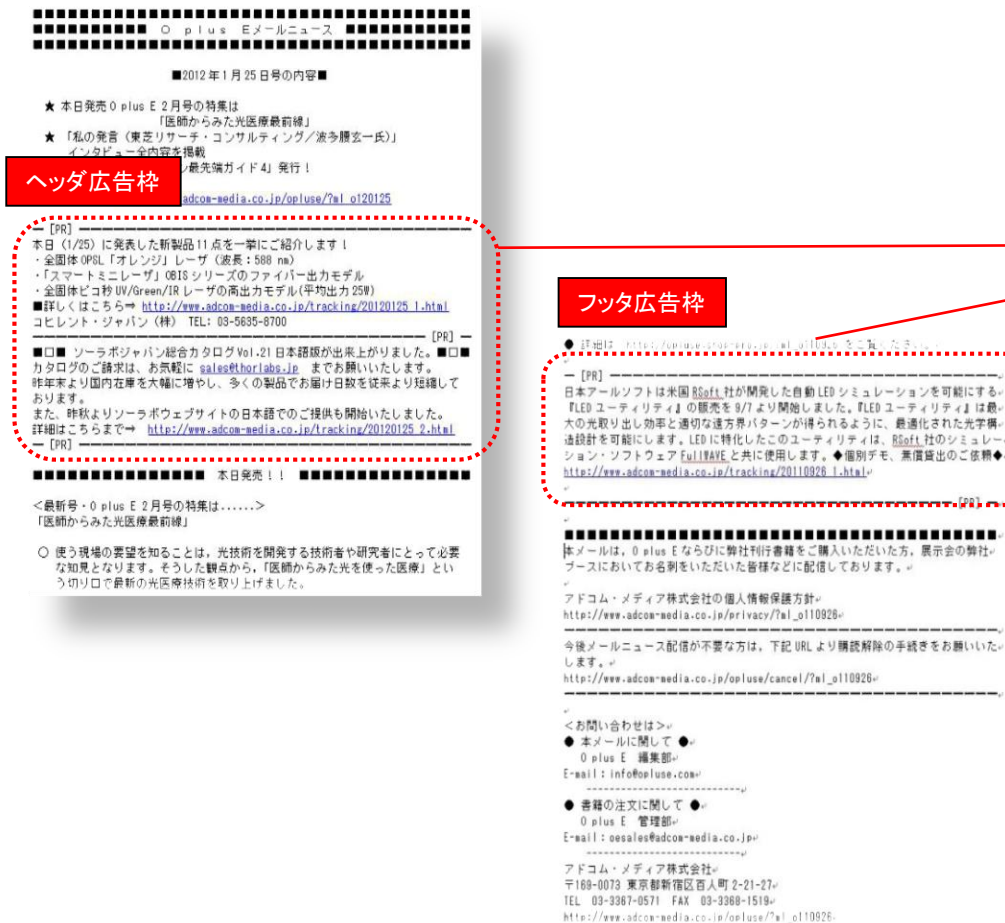 ■■■■■■■■■■■■■■■■■■■■■■■■■■■■■■■■■■■
■■■■■■■■■ O plus Eメールニュース ■■■■■■■■■■
■■■■■■■■■■■■■■■■■■■■■■■■■■■■■■■■■■■
■2012年1月25日号の内容■
★ 本日発売O plus E 2月号の特集は
「医師からみた光医療最前線」
★ 「私の発言（東芝リサーチ・コンサルティング／波多腰玄一氏）」
インタビュー全内容を掲載
最先端ガイド4」発行！
ヘッダ広告枠
adcom-media.co.jp/opluse/?ml_o120125
― [PR] ―
本日（1/25）に発表した新製品11点を一挙にご紹介します！
・全固体OPSL「オレンジ」レーザ（波長：588 nm）
・「スマートミニレーザ」OBISシリーズのファイバー出力モデル
・全固体ピコ秒UV/Green/IRレーザの高出力モデル(平均出力25W)
■詳しくはこちら⇒ http://www.adcom-media.co.jp/tracking/20120125_1.html
コヒレント・ジャパン（株） TEL: 03-5635-8700
― [PR] ―
■□■ ソーラボジャパン総合カタログVol.21日本語版が出来上がりました。■□■
カタログのご請求は、お気軽に sales@thorlabs.jp までお願いいたします。
昨年末より国内在庫を大幅に増やし、多くの製品でお届け日数を従来より短縮して
おります。
また、昨秋よりソーラボウェブサイトの日本語でのご提供も開始いたしました。
詳細はこちらまで⇒ http://www.adcom-media.co.jp/tracking/20120125_2.html
― [PR] ―
■■■■■■■■■■■■■■ 本日発売！！ ■■■■■■■■■■■■■■
＜最新号・O plus E 2月号の特集は......＞
「医師からみた光医療最前線」
○ 使う現場の要望を知ることは，光技術を開発する技術者や研究者にとって必要
な知見となります。そうした観点から，「医師からみた光を使った医療」とい
う切り口で最新の光医療技術を取り上げました。
フッタ広告枠
● 詳細は をご覧ください。
― [PR] ―
日本アールソフトは米国RSoft社が開発した自動LEDシミュレーションを可能にする
『LEDユーティリティ』の販売を9/7より開始しました。『LEDユーティリティ』は最
大の光取り出し効率と適切な遠方界パターンが得られるように、最適化された光学構
造設計を可能にします。LEDに特化したこのユーティリティは、RSoft社のシミュレー
ション・ソフトウェアFullWAVEと共に使用します。◆個別デモ、無償貸出のご依頼◆
http://www.adcom-media.co.jp/tracking/20110926_1.html
― [PR] ―
■■■■■■■■■■■■■■■■■■■■■■■■■■■■■■■■■■■
本メールは，O plus Eならびに弊社刊行書籍をご購入いただいた方，展示会の弊社
ブースにおいてお名刺をいただいた皆様などに配信しております。
アドコム・メディア株式会社の個人情報保護方針
http://www.adcom-media.co.jp/privacy/?ml_o110926
今後メールニュース配信が不要な方は，下記URLより購読解除の手続きをお願いいた
します。
http://www.adcom-media.co.jp/opluse/cancel/?ml_o110926
＜お問い合わせは＞
● 本メールに関して ●
O plus E 編集部
E-mail：info@opluse.com
---------------------------
● 書籍の注文に関して ●
O plus E 管理部
E-mail：oesales@adcom-media.co.jp
---------------------------
アドコム・メディア株式会社
〒169-0073 東京都新宿区百人町2-21-27
TEL 03-3367-0571 FAX 03-3368-1519
http://www.adcom-media.co.jp/opluse/?ml_o110926